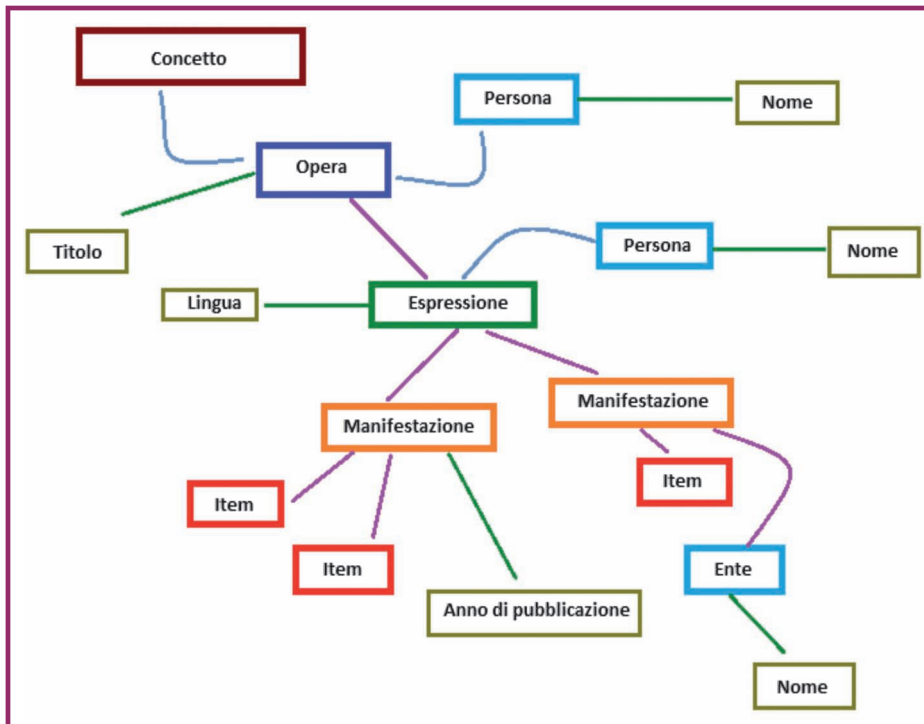 Concetto
Persona
Nome
Opera
Titolo
Persona
Nome
Lingua
Espressione
Manifestazione
Manifestazione
Item
Item
Item
Ente
Anno di pubblicazione
Nome